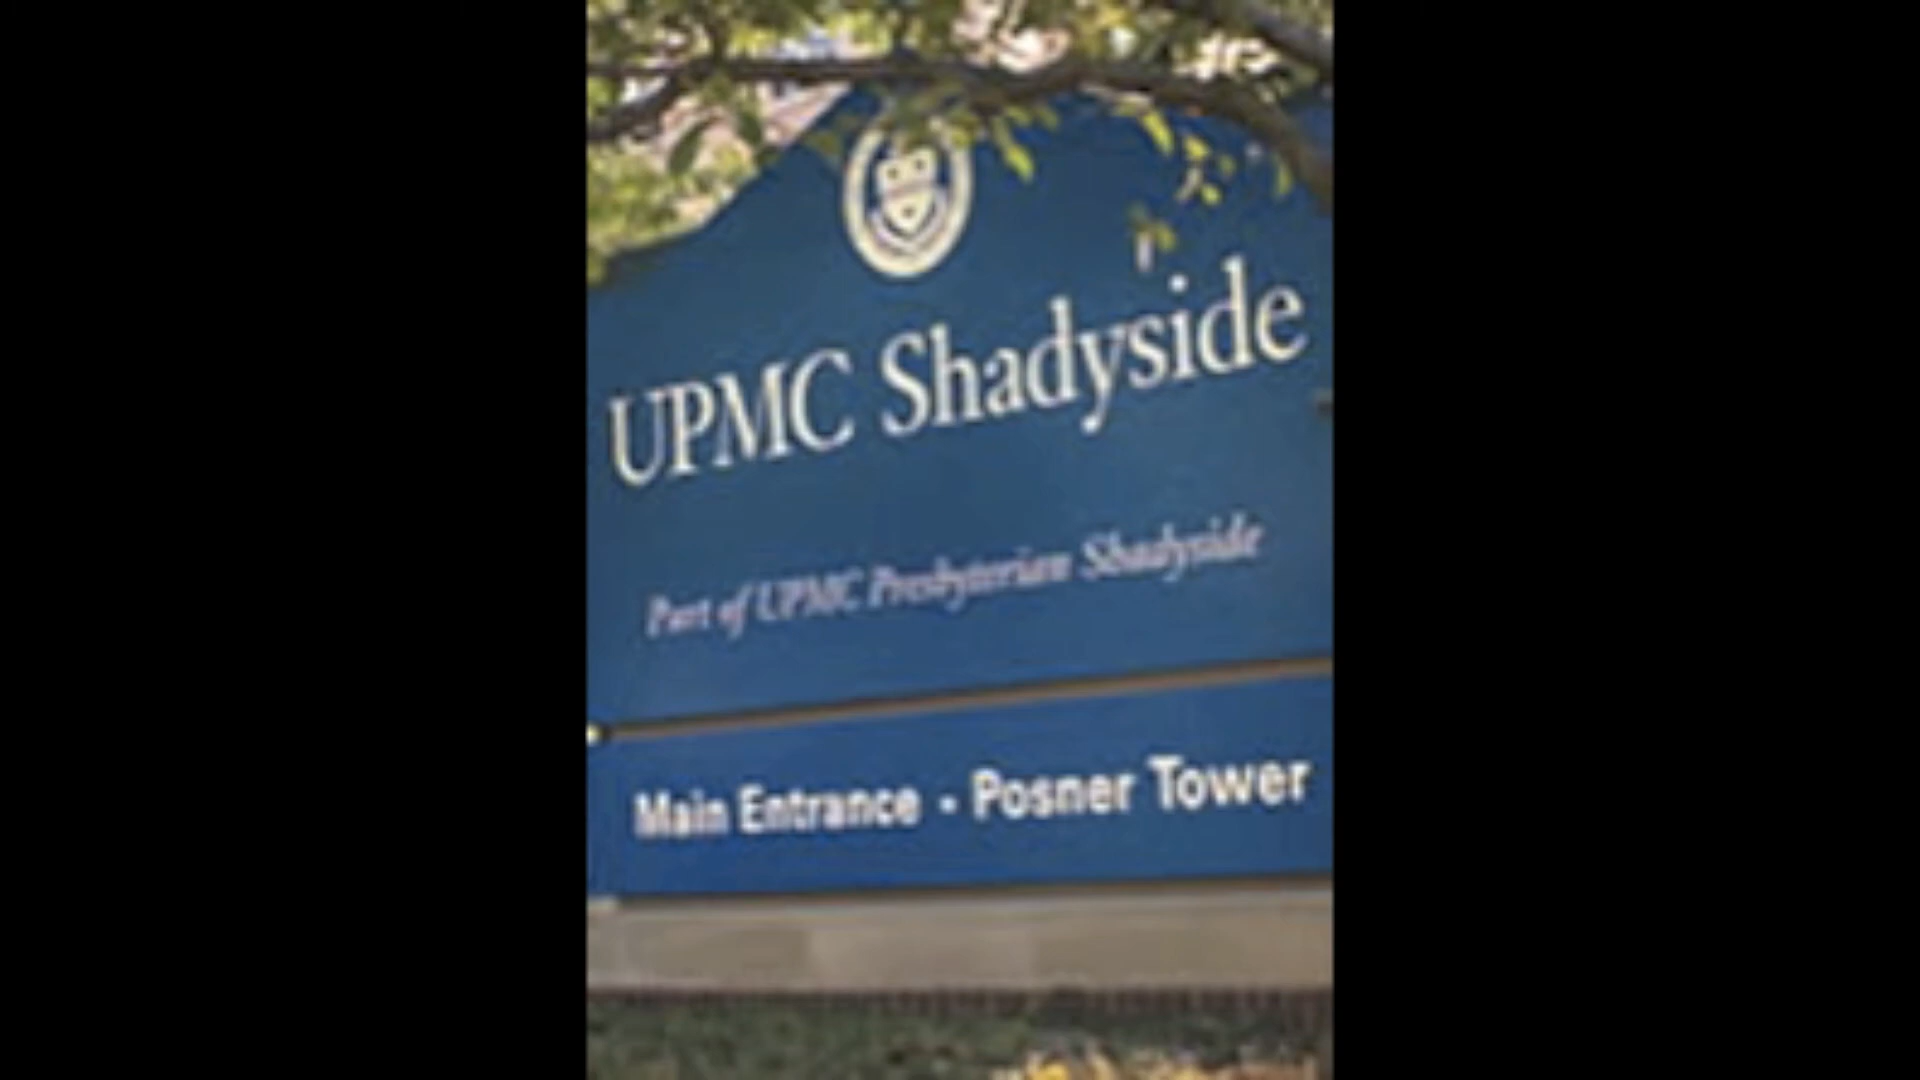 UPMC Shadyside
Part of UPMC Presbyterian Shadyside
Main Entrance - Posner Tower